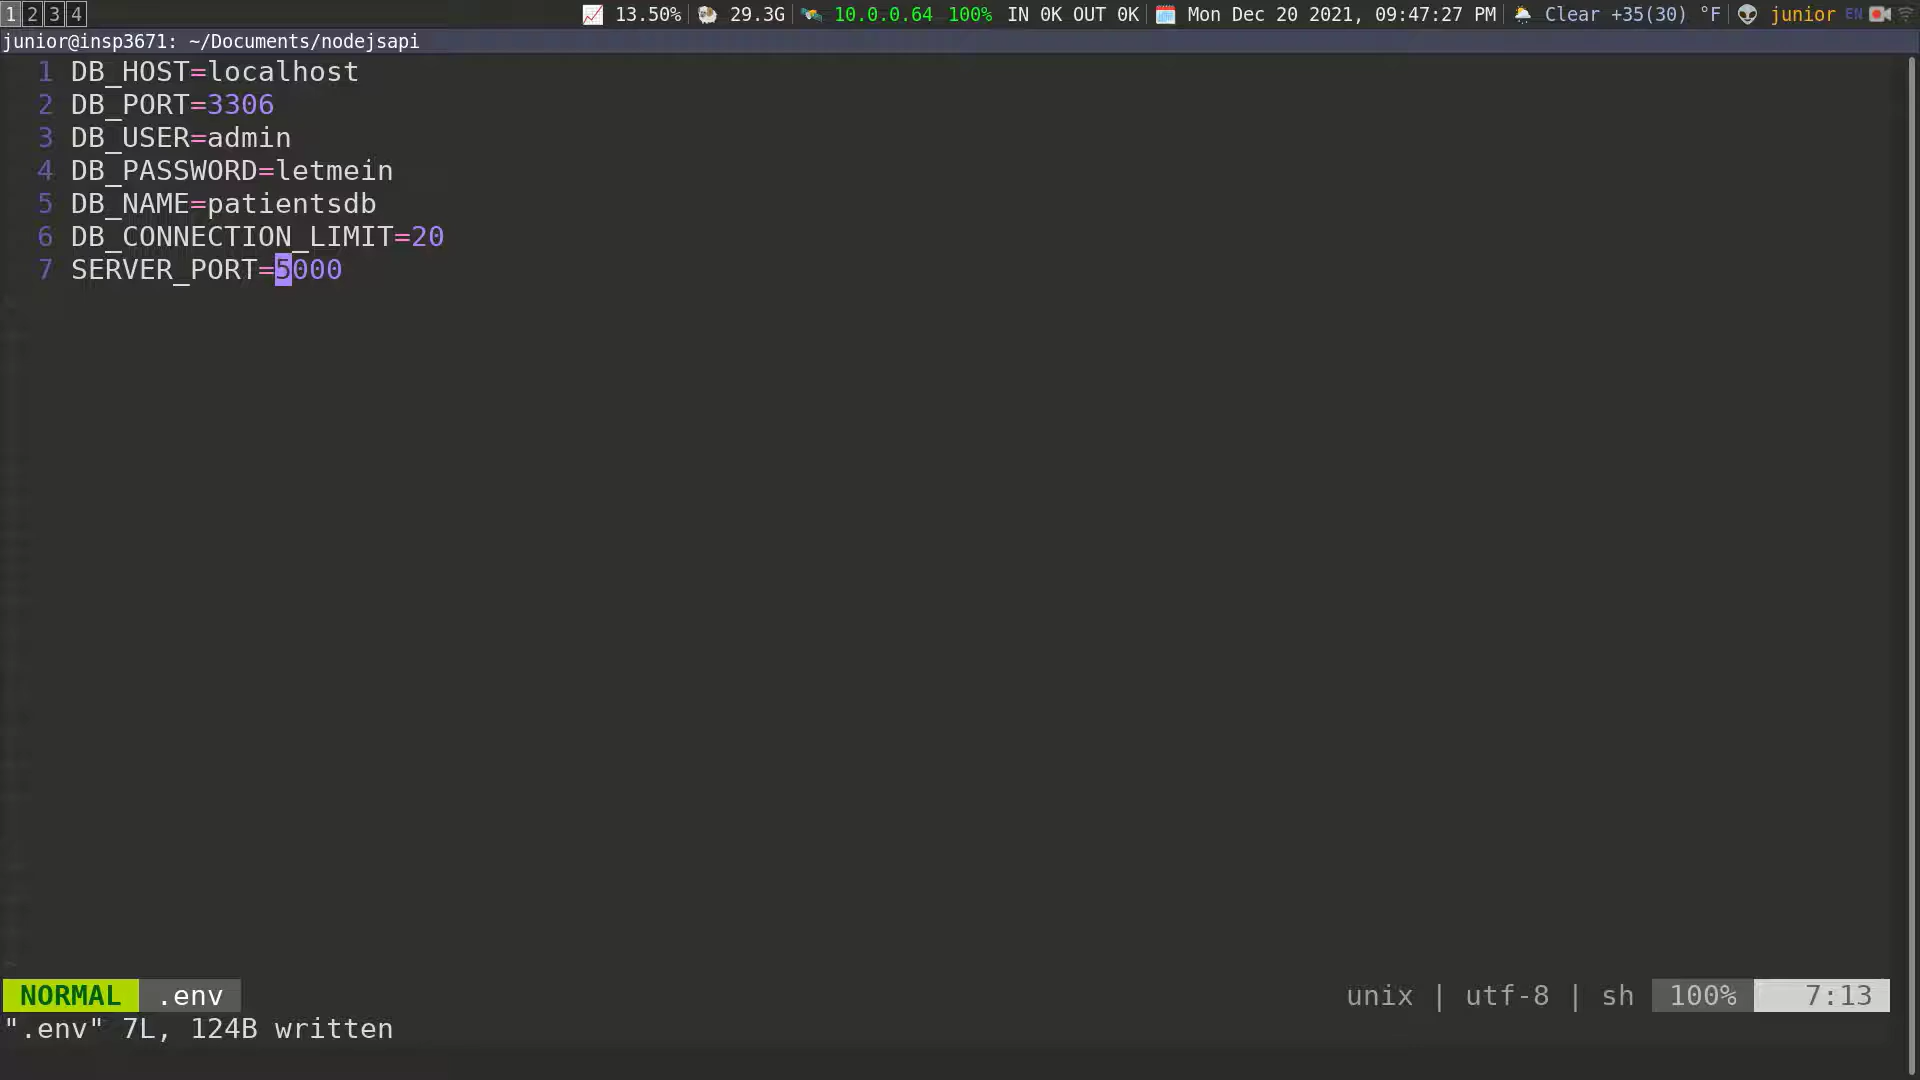 1 2 3 4 13.50% 29.3G 10.0.0.64 100% IN 0K OUT 0K Mon Dec 20 2021, 09:47:27 PM Clear +35(30) °F junior EN
junior@insp3671: ~/Documents/nodejsapi
1 DB_HOST=localhost
2 DB_PORT=3306
3 DB_USER=admin
4 DB_PASSWORD=letmein
5 DB_NAME=patientsdb
6 DB_CONNECTION_LIMIT=20
7 SERVER_PORT=5000
~
NORMAL .env unix | utf-8 | sh 100% 7:13
".env" 7L, 124B written